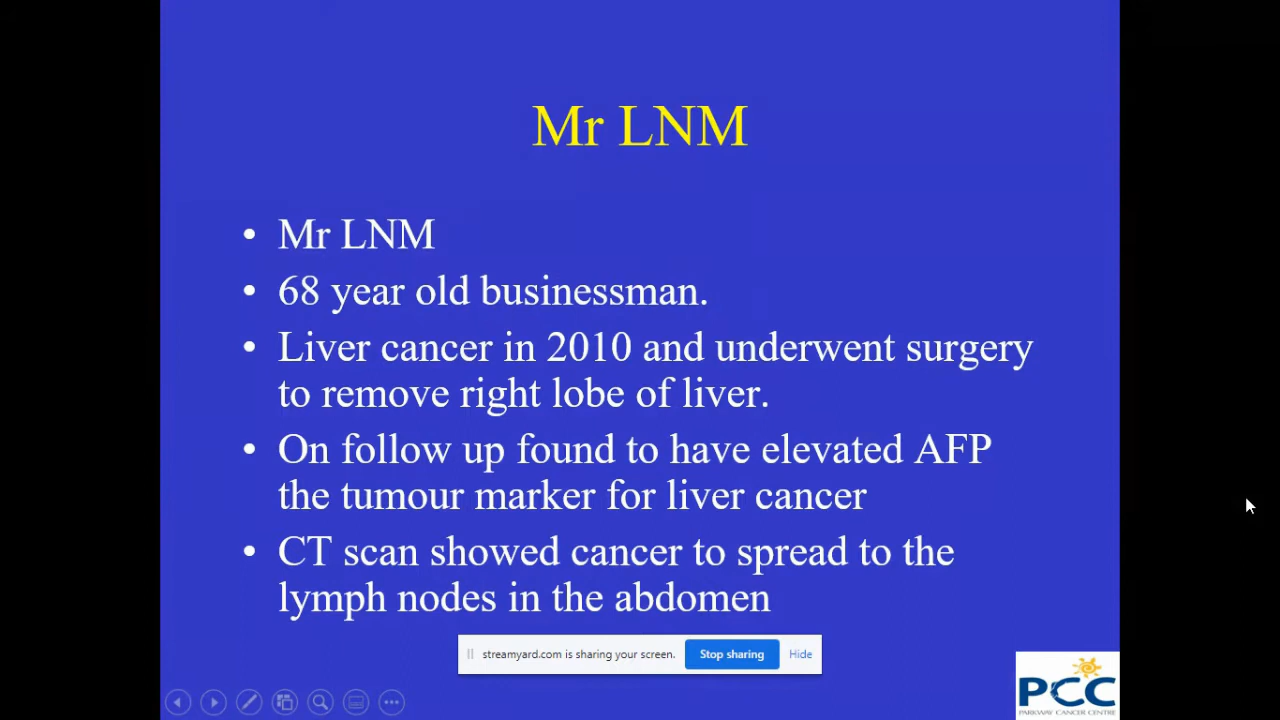 Mr LNM
• Mr LNM
• 68 year old businessman.
• Liver cancer in 2010 and underwent surgery
to remove right lobe of liver.
• On follow up found to have elevated AFP
the tumour marker for liver cancer
• CT scan showed cancer to spread to the
lymph nodes in the abdomen
streamyard.com is sharing your screen. Stop sharing Hide
PCC
PARKWAY CANCER CENTRE